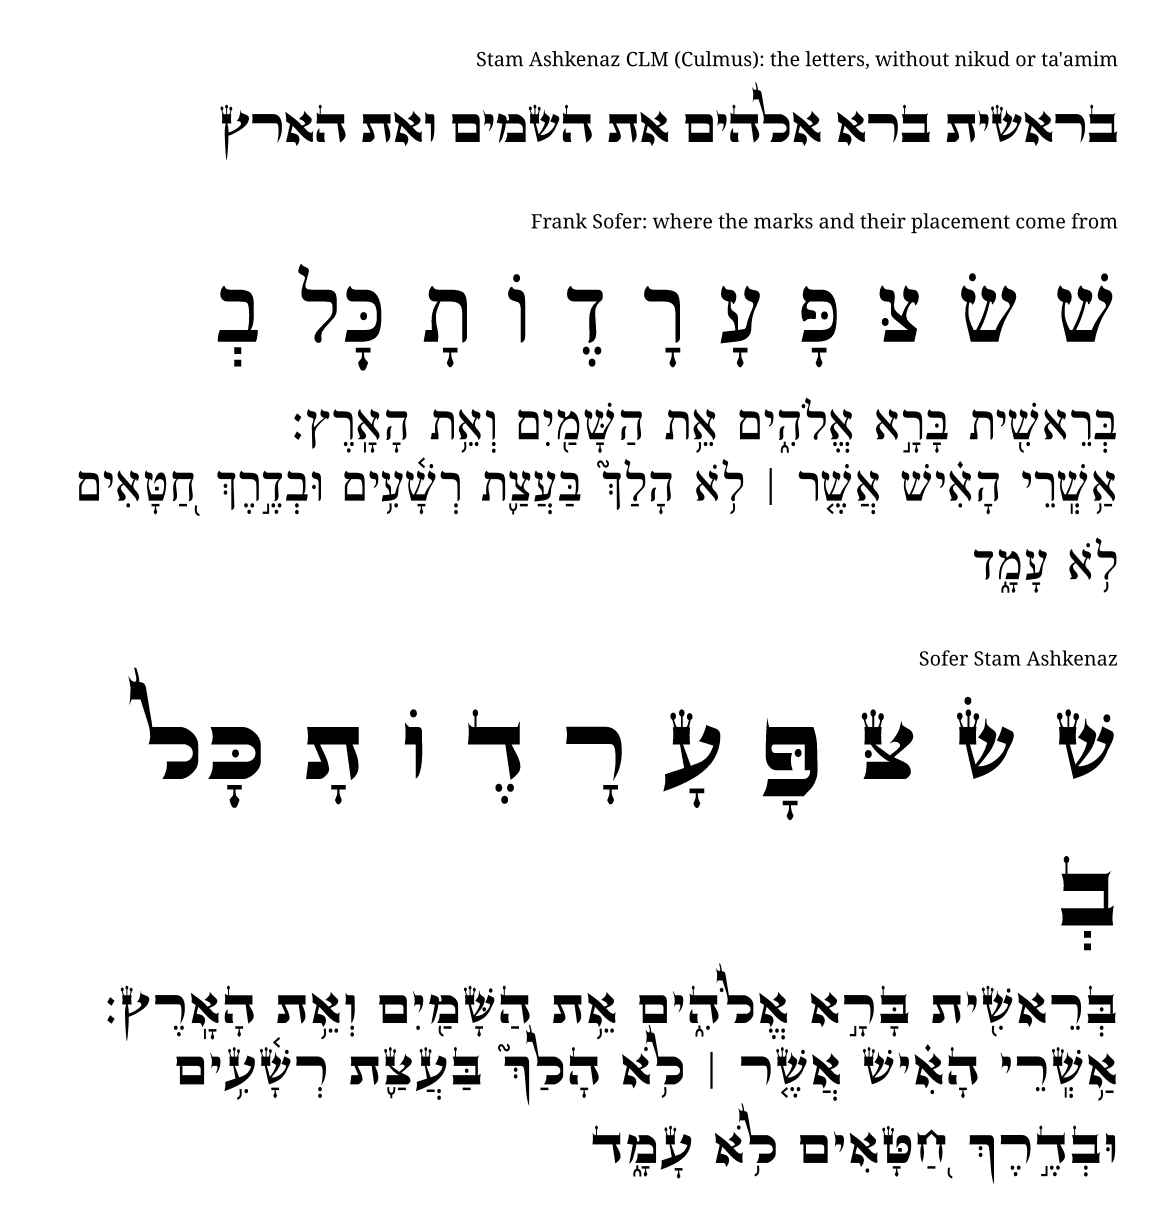 Stam Ashkenaz CLM (Culmus): the letters, without nikud or ta'amim
בראשית ברא אלהים את השמים ואת הארץ
Frank Sofer: where the marks and their placement come from
שׁ שׂ צּ פָּ עָ רָ דֶ וֹ תָ כָּל בְ
בְּרֵאשִׁ֖ית בָּרָ֣א אֱלֹהִ֑ים אֵ֥ת הַשָּׁמַ֖יִם וְאֵ֥ת הָאָֽרֶץ׃
אַ֥שְֽׁרֵי הָאִ֗ישׁ אֲשֶׁ֤ר ׀ לֹ֥א הָלַךְ֮ בַּעֲצַ֪ת רְשָׁ֫עִ֥ים וּבְדֶ֣רֶךְ חַ֭טָּאִים
לֹ֥א עָמָ֑ד
Sofer Stam Ashkenaz
שׁ שׂ צּ פָּ עָ רָ דֶ וֹ תָ כָּל
בְ
בְּרֵאשִׁ֖ית בָּרָ֣א אֱלֹהִ֑ים אֵ֥ת הַשָּׁמַ֖יִם וְאֵ֥ת הָאָֽרֶץ׃
אַ֥שְֽׁרֵי הָאִ֗ישׁ אֲשֶׁ֤ר ׀ לֹ֥א הָלַךְ֮ בַּעֲצַ֪ת רְשָׁ֫עִ֥ים
וּבְדֶ֣רֶךְ חַ֭טָּאִים לֹ֥א עָמָ֑ד